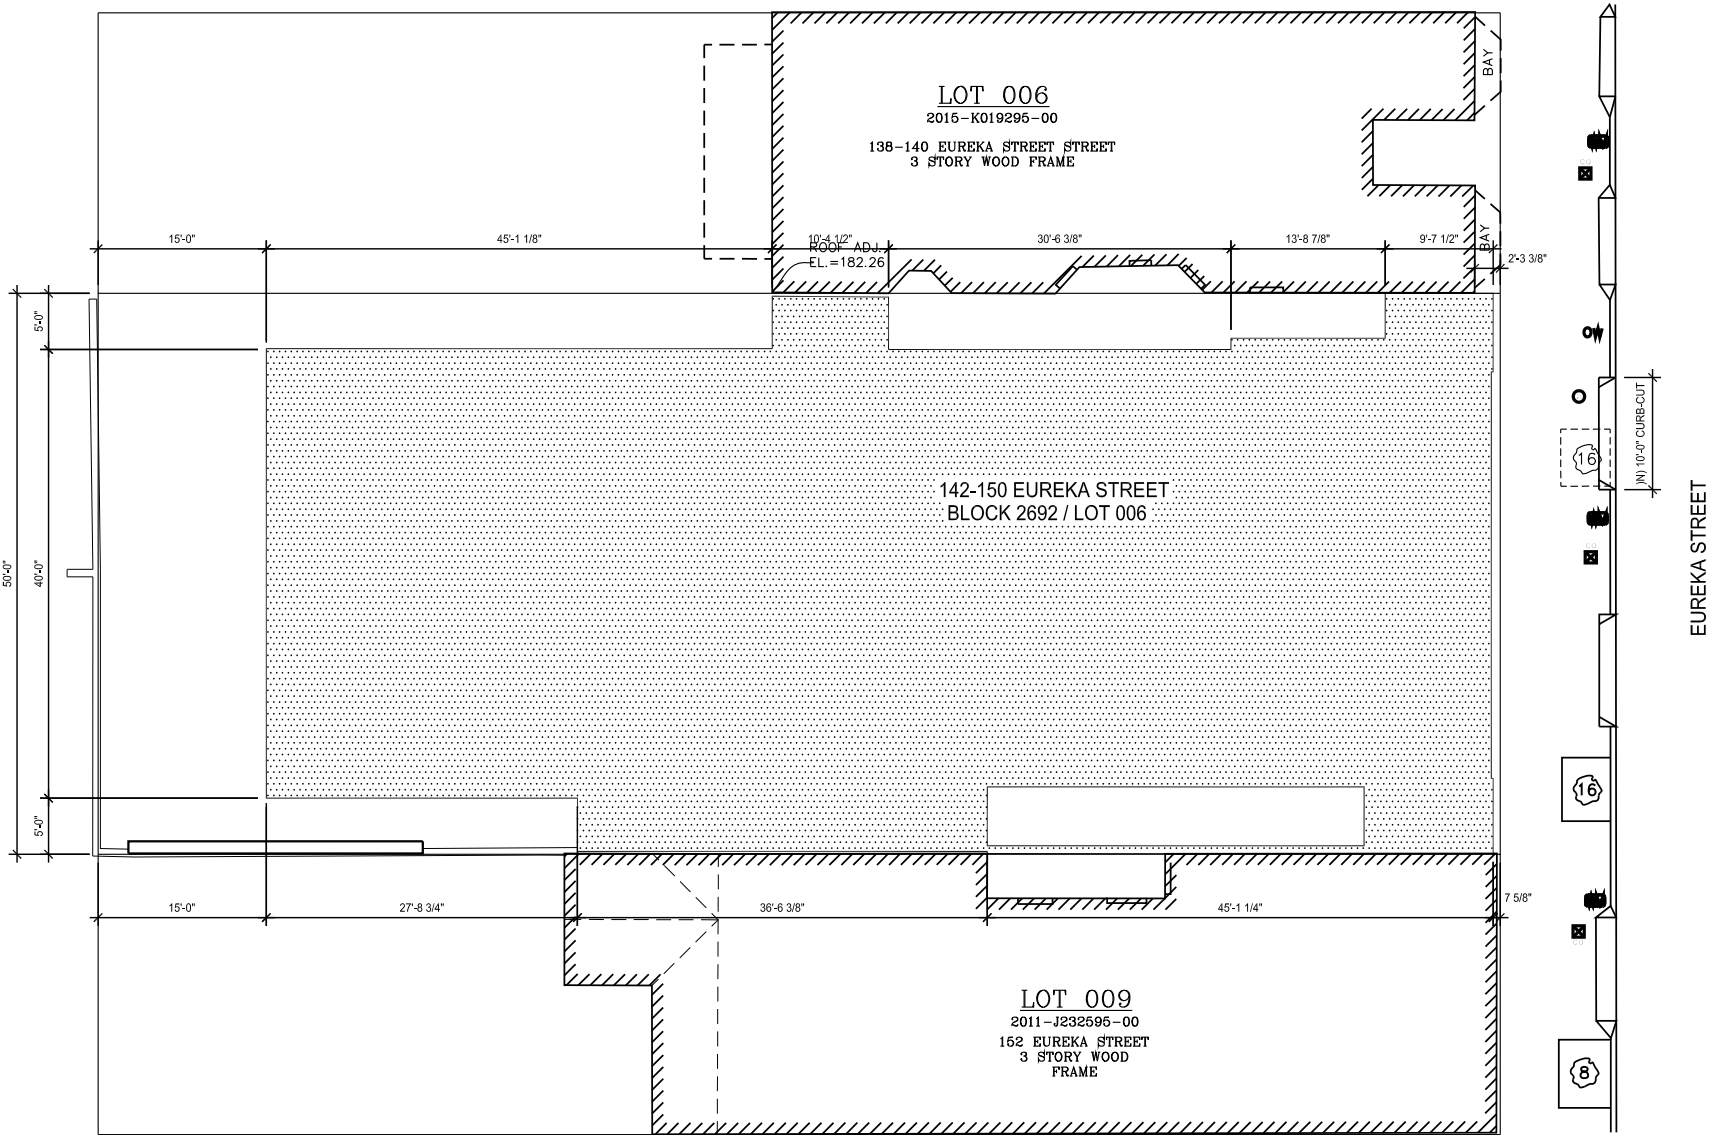 BAY
LOT 006
2015-K019295-00
138-140 EUREKA STREET STREET
3 STORY WOOD FRAME
CO
15'-0"
45'-1 1/8"
10'-4 1/2"
30'-6 3/8"
13'-8 7/8"
9'-7 1/2"
BAY
2'-3 3/8"
ROOF ADJ.
EL.=182.26
5'-0"
OW
)N) 10'-0" CURB-CUT
16
142-150 EUREKA STREET
BLOCK 2692 / LOT 006
EUREKA STREET
CO
50'-0"
40'-0"
16
5'-0"
15'-0"
27'-8 3/4"
36'-6 3/8"
45'-1 1/4"
7 5/8"
CO
LOT 009
2011-J232595-00
152 EUREKA STREET
3 STORY WOOD
FRAME
8